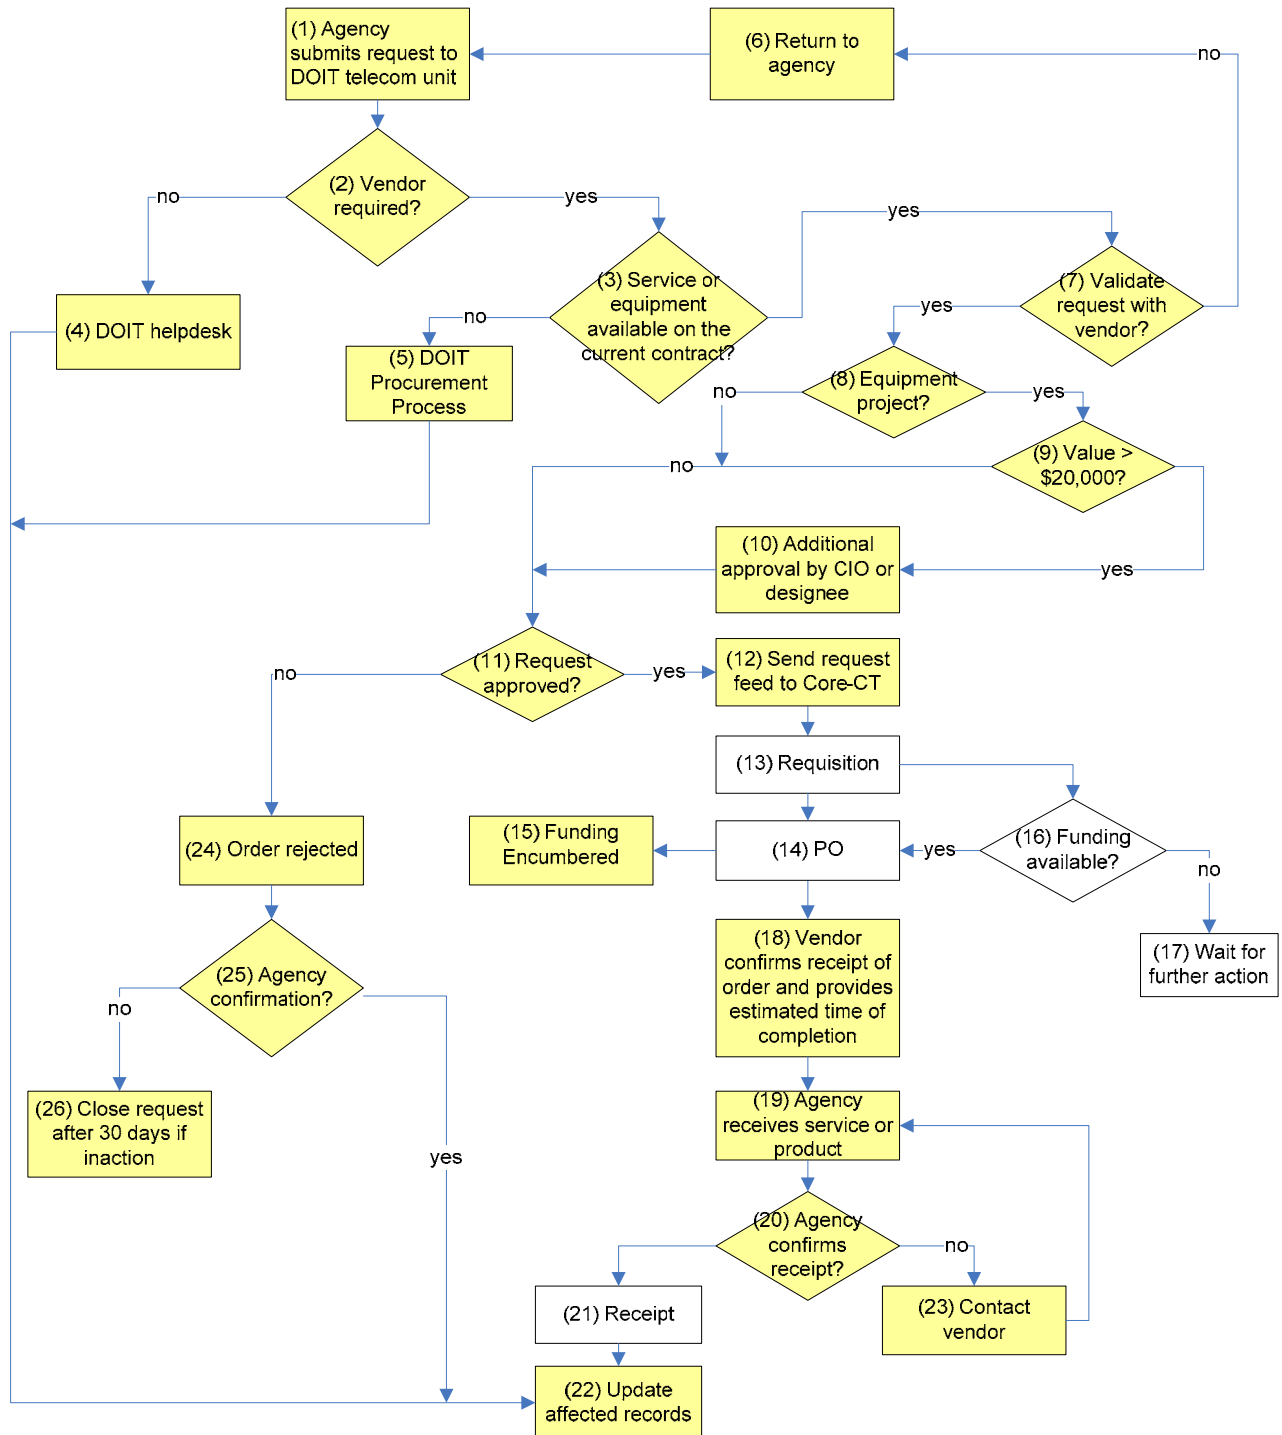 (1) Agency
submits request to
DOIT telecom unit
(6) Return to
agency
no
(2) Vendor
required?
no
yes
yes
(3) Service or
equipment
available on the
current contract?
(7) Validate
request with
vendor?
(4) DOIT helpdesk
no
yes
(5) DOIT
Procurement
Process
(8) Equipment
project?
no
yes
(9) Value >
$20,000?
no
(10) Additional
approval by CIO or
designee
yes
(11) Request
approved?
no
yes
(12) Send request
feed to Core-CT
(13) Requisition
(24) Order rejected
(15) Funding
Encumbered
(14) PO
yes
(16) Funding
available?
no
(17) Wait for
further action
(18) Vendor
confirms receipt of
order and provides
estimated time of
completion
(25) Agency
confirmation?
no
(26) Close request
after 30 days if
inaction
yes
(19) Agency
receives service or
product
(20) Agency
confirms
receipt?
no
(21) Receipt
(23) Contact
vendor
(22) Update
affected records